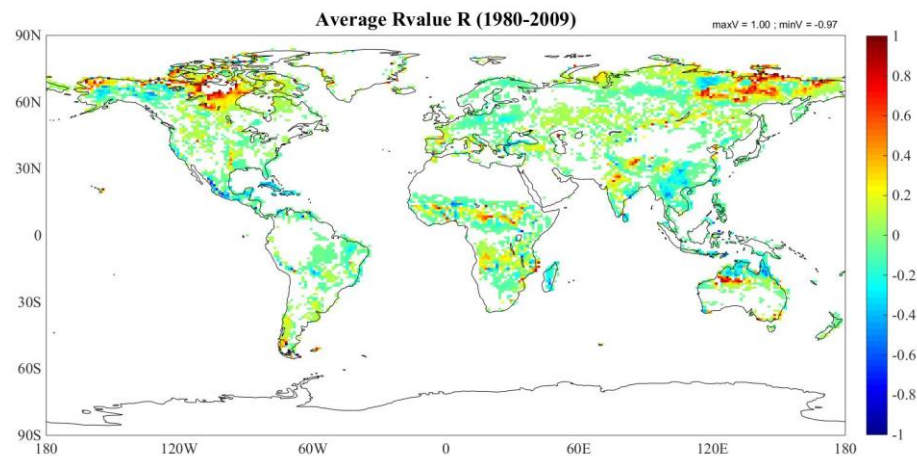 Average Rvalue R (1980-2009)
maxV = 1.00 ; minV = -0.97
90N
60N
30N
0
30S
60S
90S
180
120W
60W
0
60E
120E
180
1
0.8
0.6
0.4
0.2
0
-0.2
-0.4
-0.6
-0.8
-1